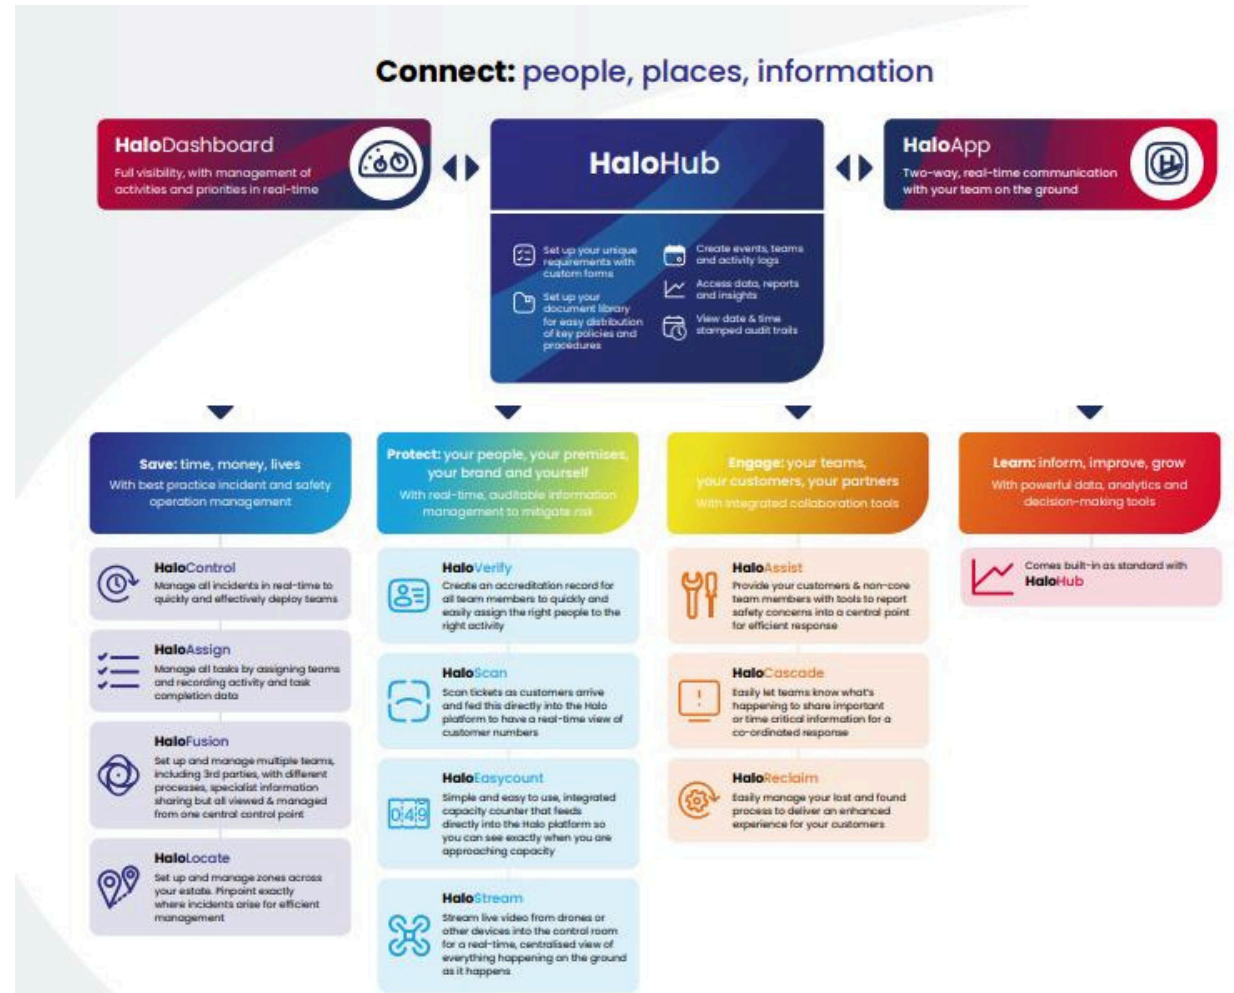 Connect: people, places, information
HaloDashboard
Full visibility, with management of
activities and priorities in real-time
HaloHub
HaloApp
Two-way, real-time communication
with your team on the ground
Set up your unique
requirements with
custom forms
Set up your
document library
for easy distribution
of key policies and
procedures
Create events, teams
and activity logs
Access data, reports
and insights
View date & time
stamped audit trails
Save: time, money, lives
With best practice incident and safety
operation management
HaloControl
Manage all incidents in real-time to
quickly and effectively deploy teams
HaloAssign
Manage all tasks by assigning teams
and recording activity and task
completion data
HaloFusion
Set up and manage multiple teams,
including 3rd parties, with different
processes, specialist information
sharing but all viewed & managed
from one central control point
HaloLocate
Set up and manage zones across
your estate. Pinpoint exactly
where incidents arise for efficient
management
Protect: your people, your premises,
your brand and yourself
With real-time, auditable information
management to mitigate risk
HaloVerify
Create an accreditation record for
all team members to quickly and
easily assign the right people to the
right activity
HaloScan
Scan tickets as customers arrive
and fed this directly into the Halo
platform to have a real-time view of
customer numbers
HaloEasycount
049
Simple and easy to use, integrated
capacity counter that feeds
directly into the Halo platform so
you can see exactly when you are
approaching capacity
HaloStream
Stream live video from drones or
other devices into the control room
for a real-time, centralised view of
everything happening on the ground
as it happens
Engage: your teams,
your customers, your partners
With integrated collaboration tools
HaloAssist
Provide your customers & non-core
team members with tools to report
safety concerns into a central point
for efficient response
HaloCascade
Easily let teams know what's
happening to share important
or time critical information for a
co-ordinated response
HaloReclaim
Easily manage your lost and found
process to deliver an enhanced
experience for your customers
Learn: inform, improve, grow
With powerful data, analytics and
decision-making tools
Comes built-in as standard with
HaloHub